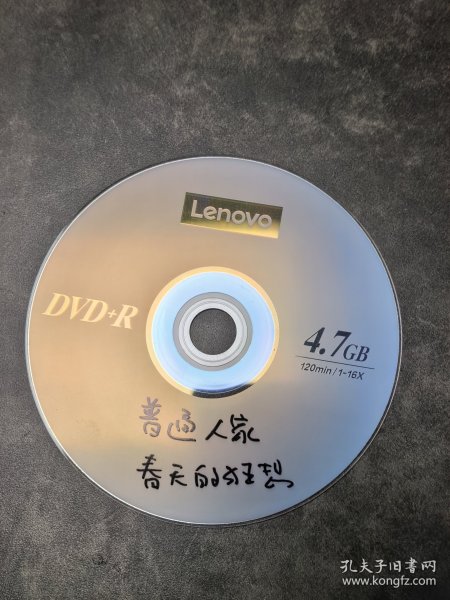 Lenovo
DVD+R
4.7GB
120min/1-16X
普通人家
春天的狂想
孔夫子旧书网
www.kongfz.com